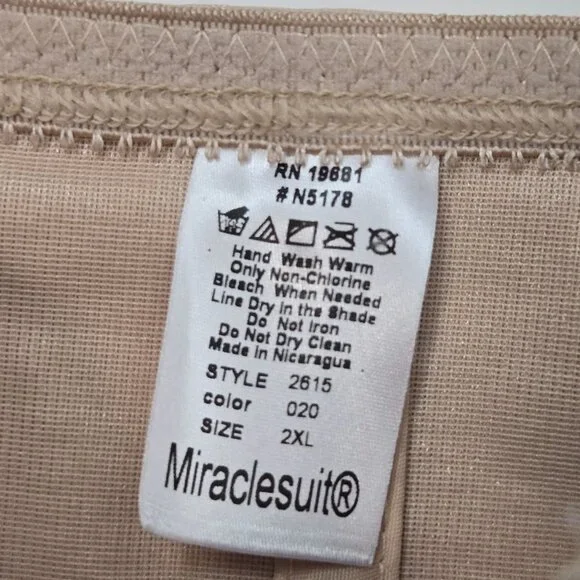 RN 19681
# N5178
Hand Wash Warm
Only Non-Chlorine
Bleach When Needed
Line Dry in the Shade
Do Not Iron
Do Not Dry Clean
Made in Nicaragua
STYLE 2615
color 020
SIZE 2XL
Miraclesuit®